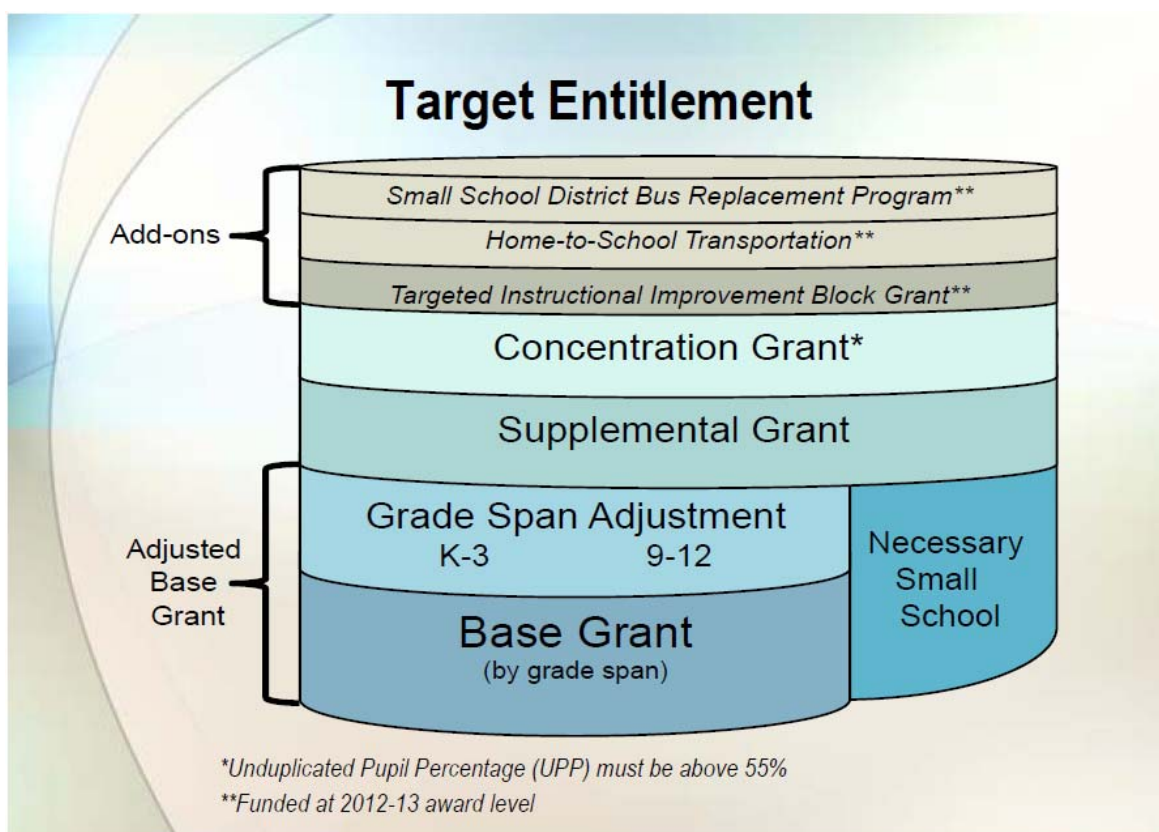 Target Entitlement
Add-ons
Small School District Bus Replacement Program**
Home-to-School Transportation**
Targeted Instructional Improvement Block Grant**
Concentration Grant*
Supplemental Grant
Adjusted
Base
Grant
Grade Span Adjustment
K-3 9-12
Base Grant
(by grade span)
Necessary
Small
School
*Unduplicated Pupil Percentage (UPP) must be above 55%
**Funded at 2012-13 award level